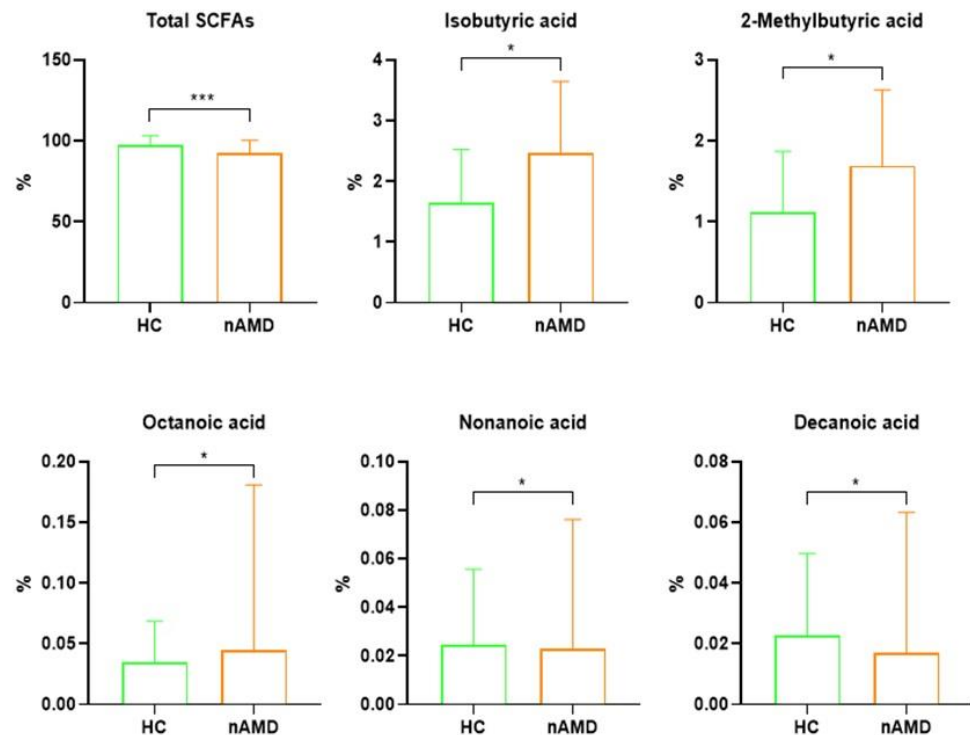 Total SCFAs
150
100
50
0
%
***
HC
nAMD
Isobutyric acid
4
3
2
1
0
%
*
HC
nAMD
2-Methylbutyric acid
3
2
1
0
%
*
HC
nAMD
Octanoic acid
0.20
0.15
0.10
0.05
0.00
%
*
HC
nAMD
Nonanoic acid
0.10
0.08
0.06
0.04
0.02
0.00
%
*
HC
nAMD
Decanoic acid
0.08
0.06
0.04
0.02
0.00
%
*
HC
nAMD